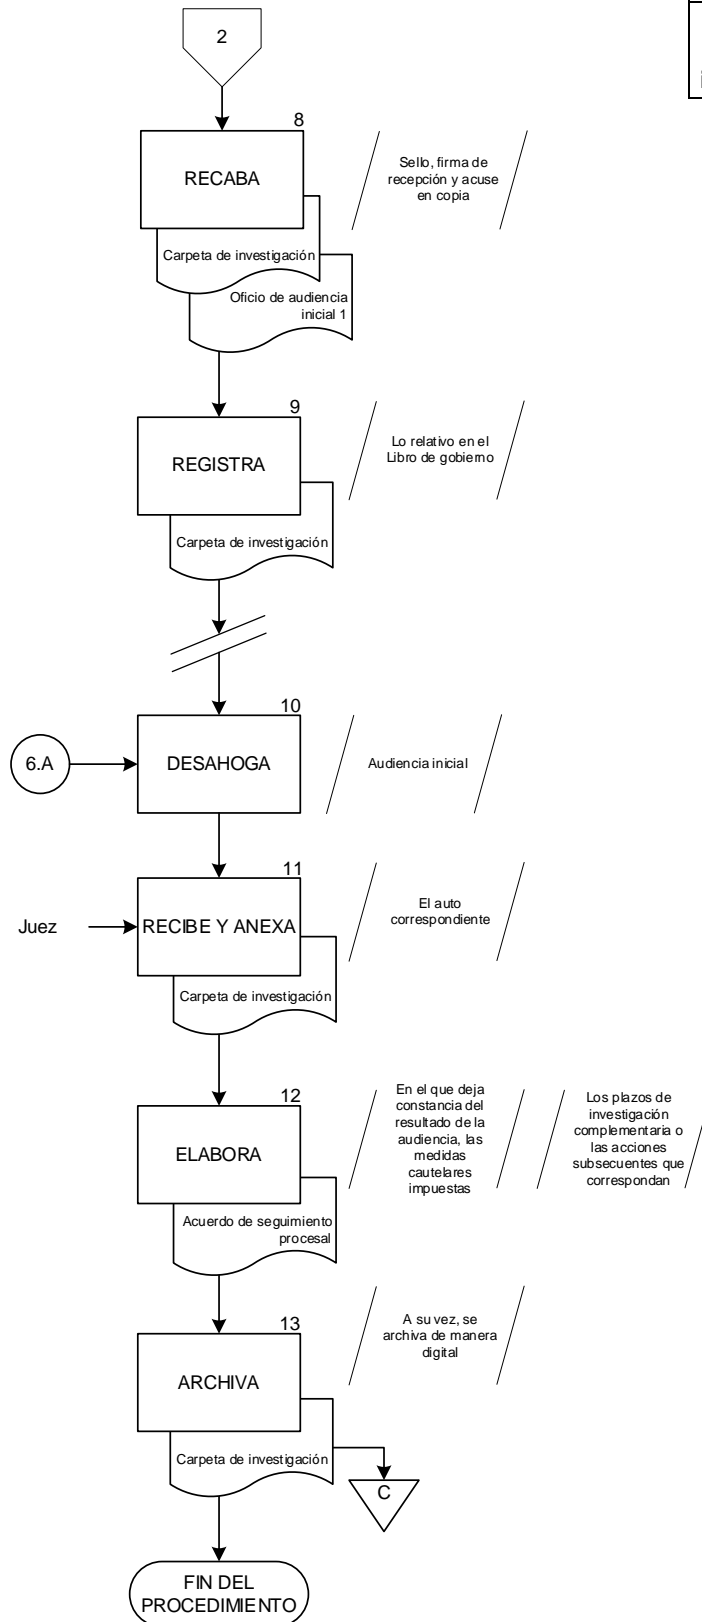 2
8
RECABA
Sello, firma de
recepción y acuse
en copia
Carpeta de investigación
Oficio de audiencia
inicial 1
9
REGISTRA
Lo relativo en el
Libro de gobierno
Carpeta de investigación
10
6.A
DESAHOGA
Audiencia inicial
11
Juez
RECIBE Y ANEXA
El auto
correspondiente
Carpeta de investigación
12
ELABORA
En el que deja
constancia del
resultado de la
audiencia, las
medidas
cautelares
impuestas
Los plazos de
investigación
complementaria o
las acciones
subsecuentes que
correspondan
Acuerdo de seguimiento
procesal
13
ARCHIVA
A su vez, se
archiva de manera
digital
Carpeta de investigación
C
FIN DEL
PROCEDIMIENTO